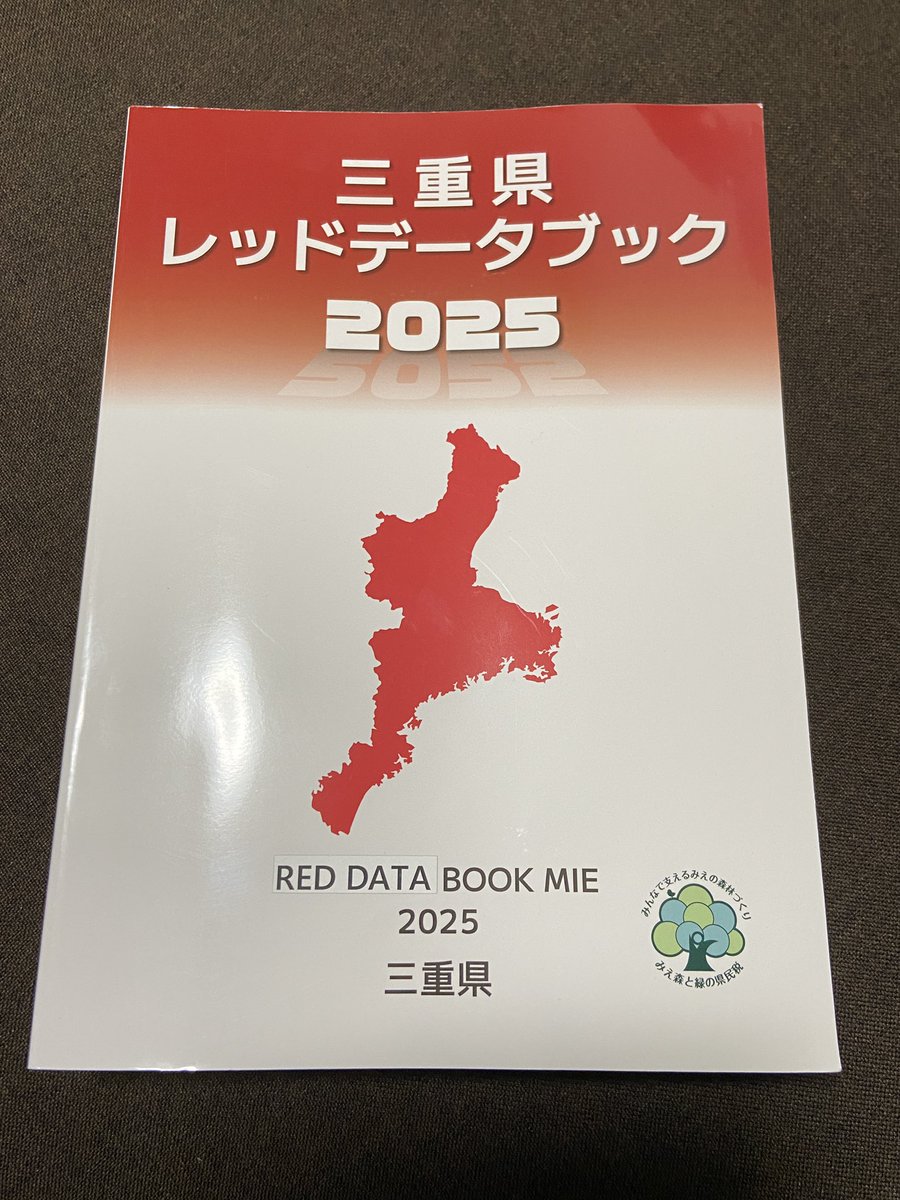 三重県
レッドデータブック
2025
RED DATA BOOK MIE
2025
三重県
みんなで支えるみえの森林づくり
みえ森と緑の県民税